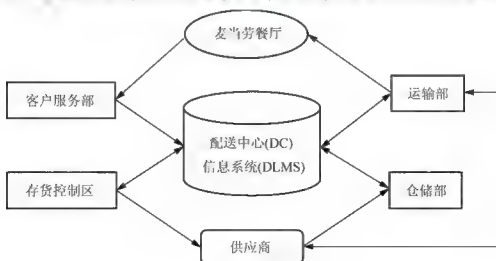 麦当劳餐厅
客户服务部
运输部
配送中心(DC)
信息系统(DLMS)
存货控制区
仓储部
供应商